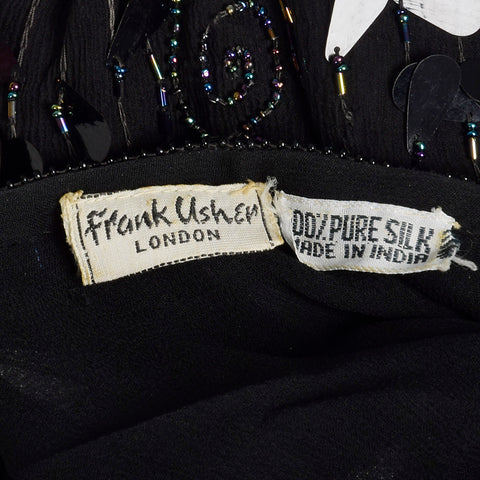 Frank Usher
LONDON
00% PURE SILK
MADE IN INDIA